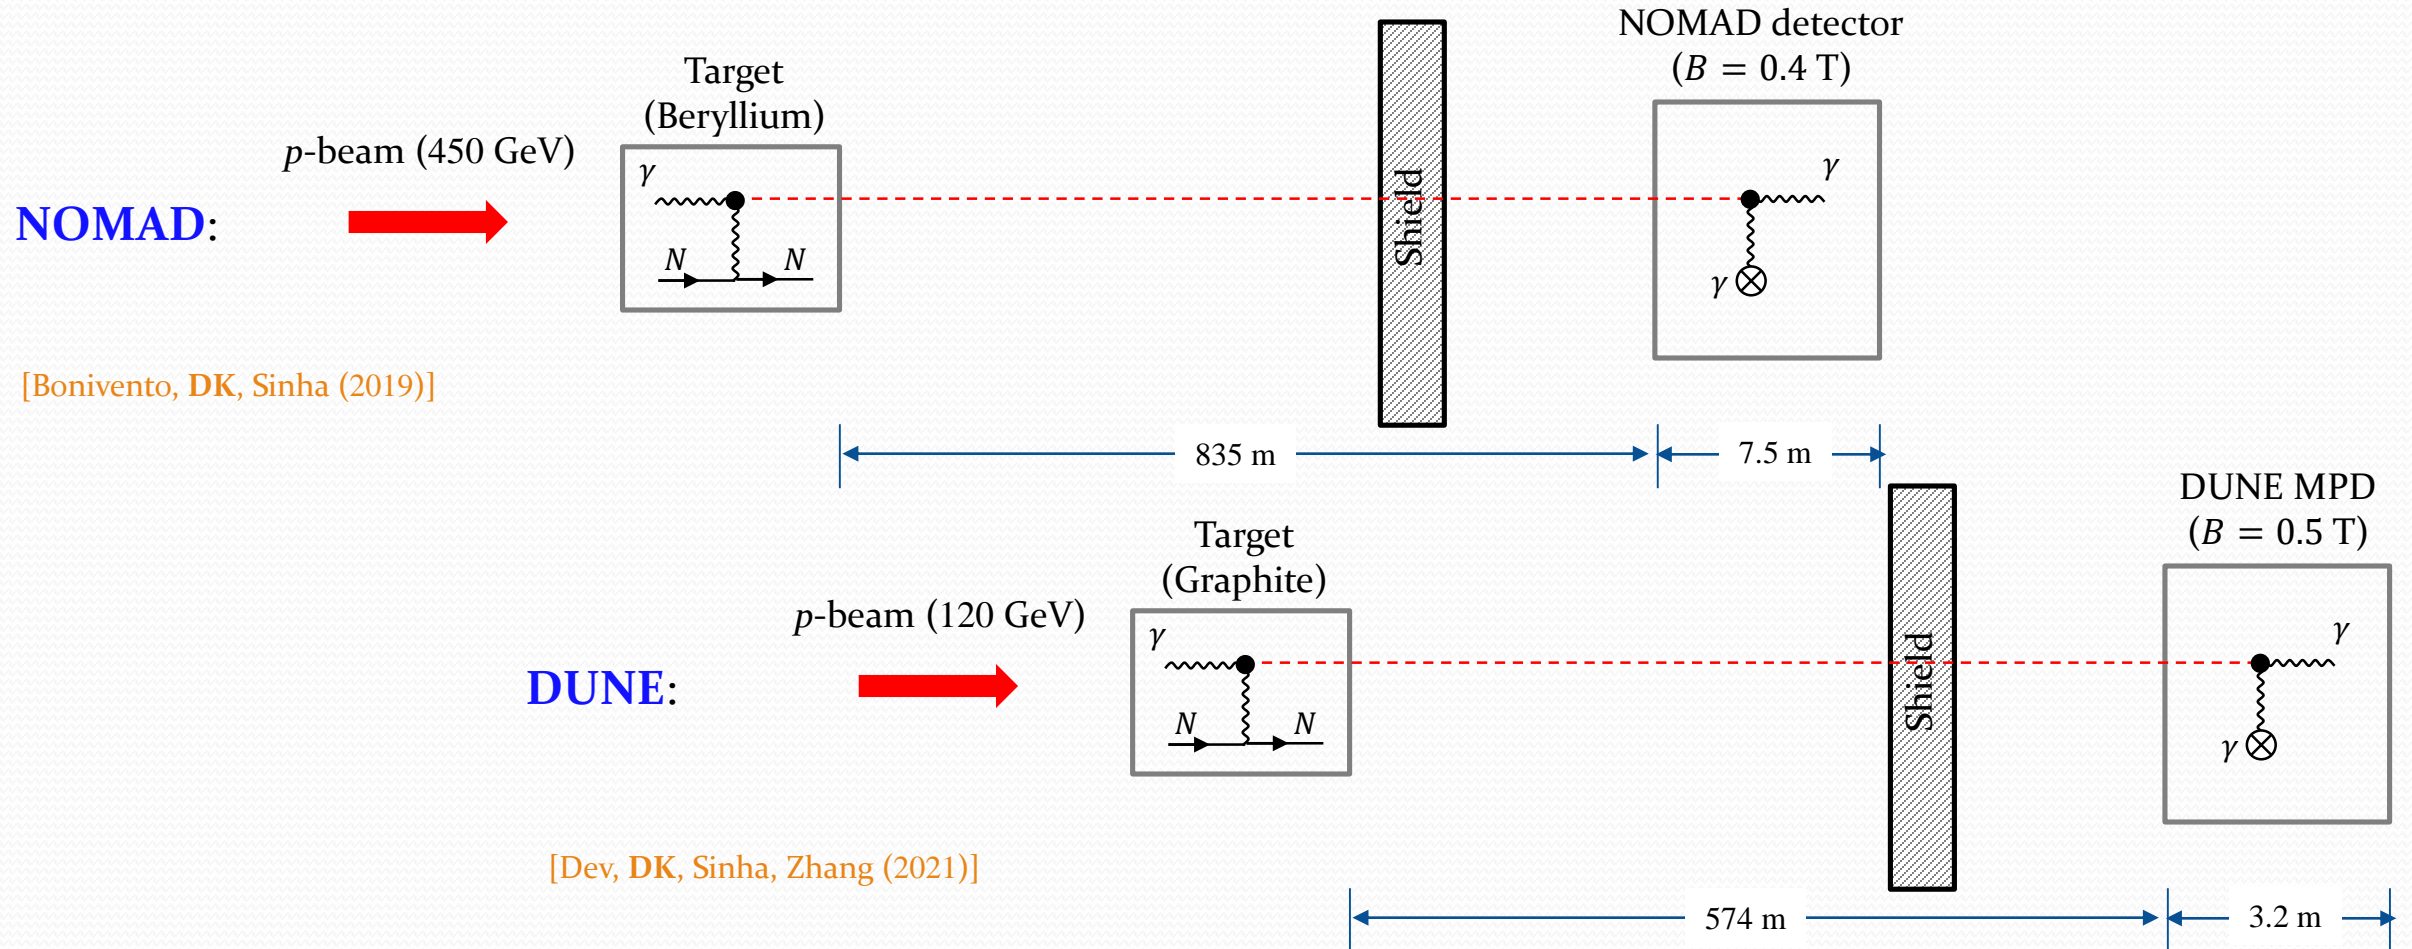 NOMAD detector
(B = 0.4 T)
Target
(Beryllium)
p-beam (450 GeV)
γ
N N
NOMAD:
Shield
γ
γ
[Bonivento, DK, Sinha (2019)]
835 m
7.5 m
DUNE MPD
(B = 0.5 T)
Target
(Graphite)
p-beam (120 GeV)
γ
N N
DUNE:
Shield
γ
γ
[Dev, DK, Sinha, Zhang (2021)]
574 m
3.2 m